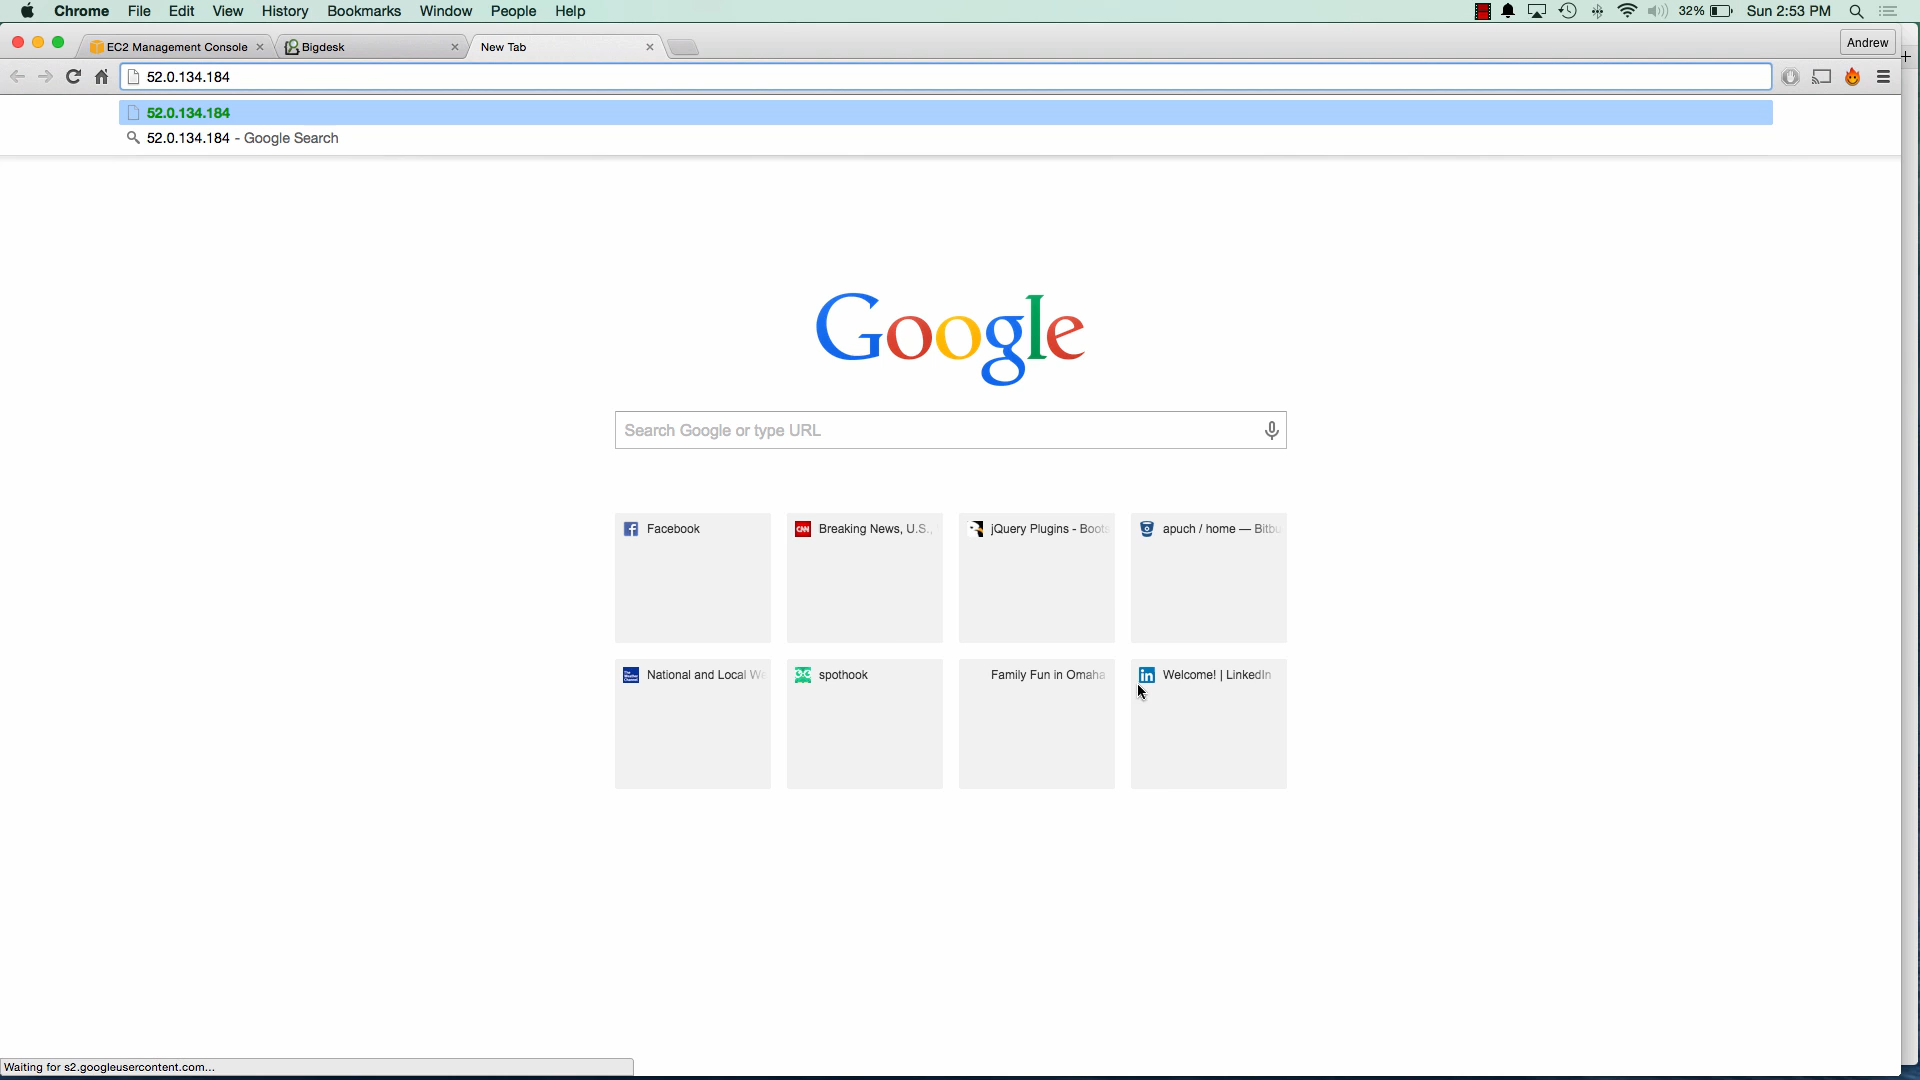 Chrome File Edit View History Bookmarks Window People Help 32% Sun 2:53 PM
EC2 Management Console Bigdesk New Tab Andrew
52.0.134.184
52.0.134.184
52.0.134.184 - Google Search
Google
Search Google or type URL
Facebook Breaking News, U.S., jQuery Plugins - Boots apuch / home — Bitbu
National and Local We spothook Family Fun in Omaha Welcome! | LinkedIn
Waiting for s2.googleusercontent.com...